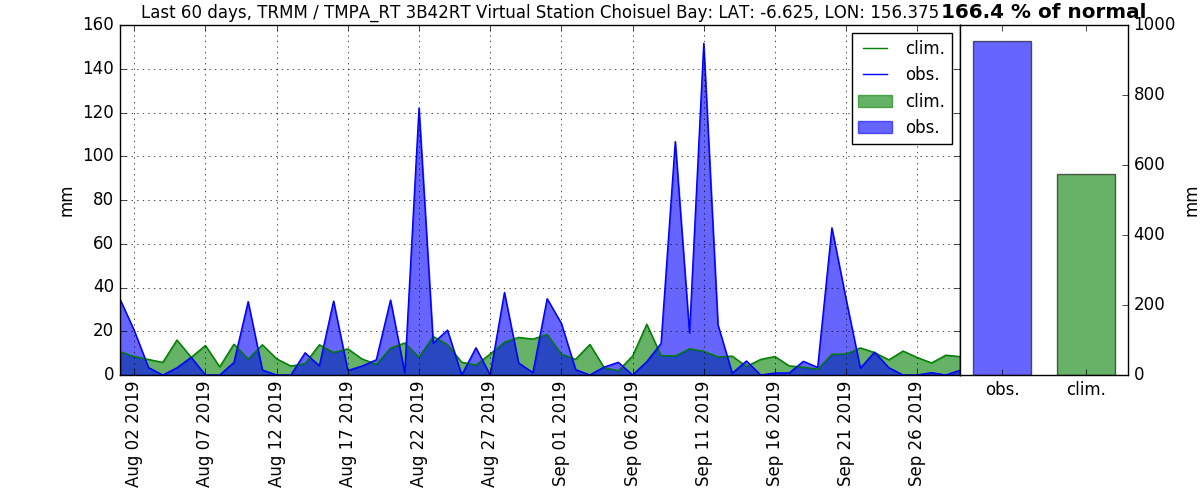 Last 60 days, TRMM / TMPA_RT 3B42RT Virtual Station Choisuel Bay: LAT: -6.625, LON: 156.375
166.4 % of normal
160
140
120
100
80
60
40
20
0
mm
clim.
obs.
clim.
obs.
Aug 02 2019
Aug 07 2019
Aug 12 2019
Aug 17 2019
Aug 22 2019
Aug 27 2019
Sep 01 2019
Sep 06 2019
Sep 11 2019
Sep 16 2019
Sep 21 2019
Sep 26 2019
1000
800
600
400
200
0
mm
obs.
clim.